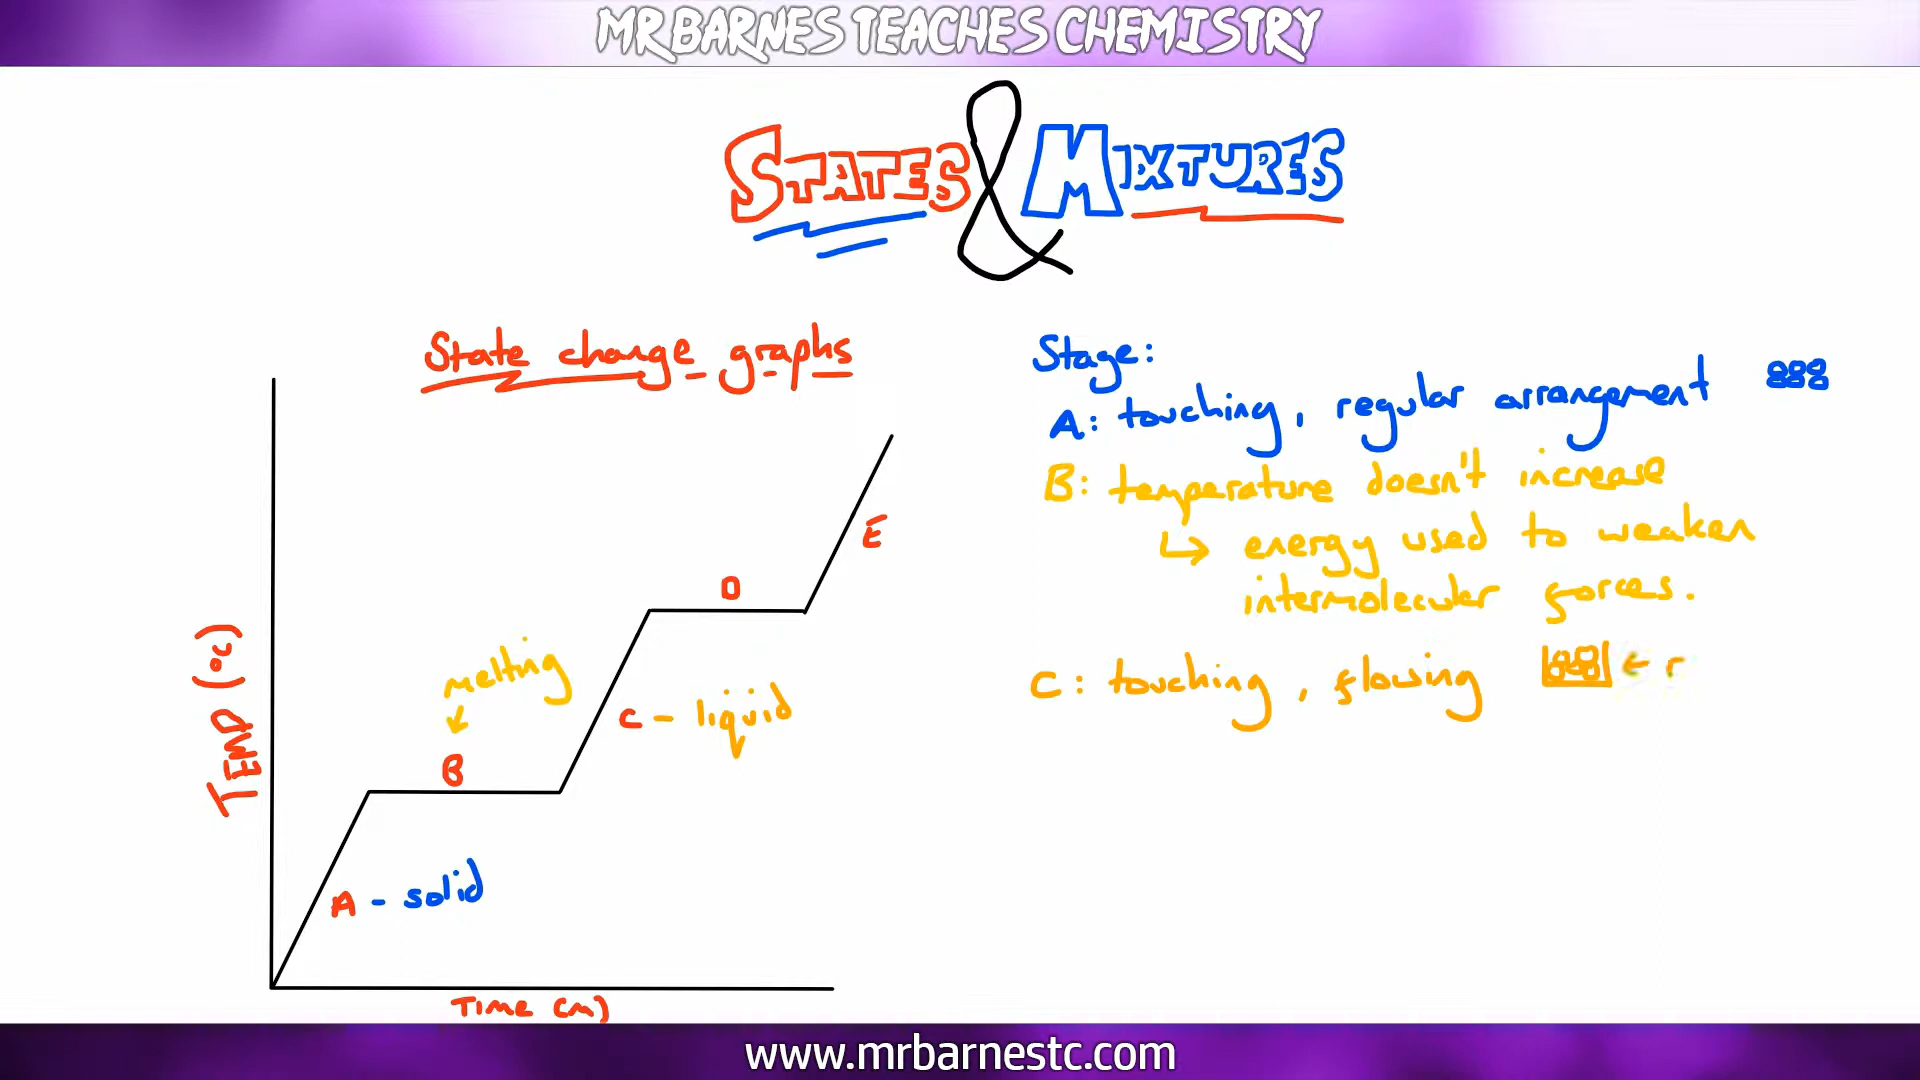 MR BARNES TEACHES CHEMISTRY
STATES & MIXTURES
State change graphs
Stage:
A: touching, regular arrangement
B: temperature doesn't increase
↳ energy used to weaken
intermolecular forces.
C: touching, flowing ← r
TEMP (°C)
E
D
melting
C - liquid
B
A - solid
Time (m)
www.mrbarnestc.com